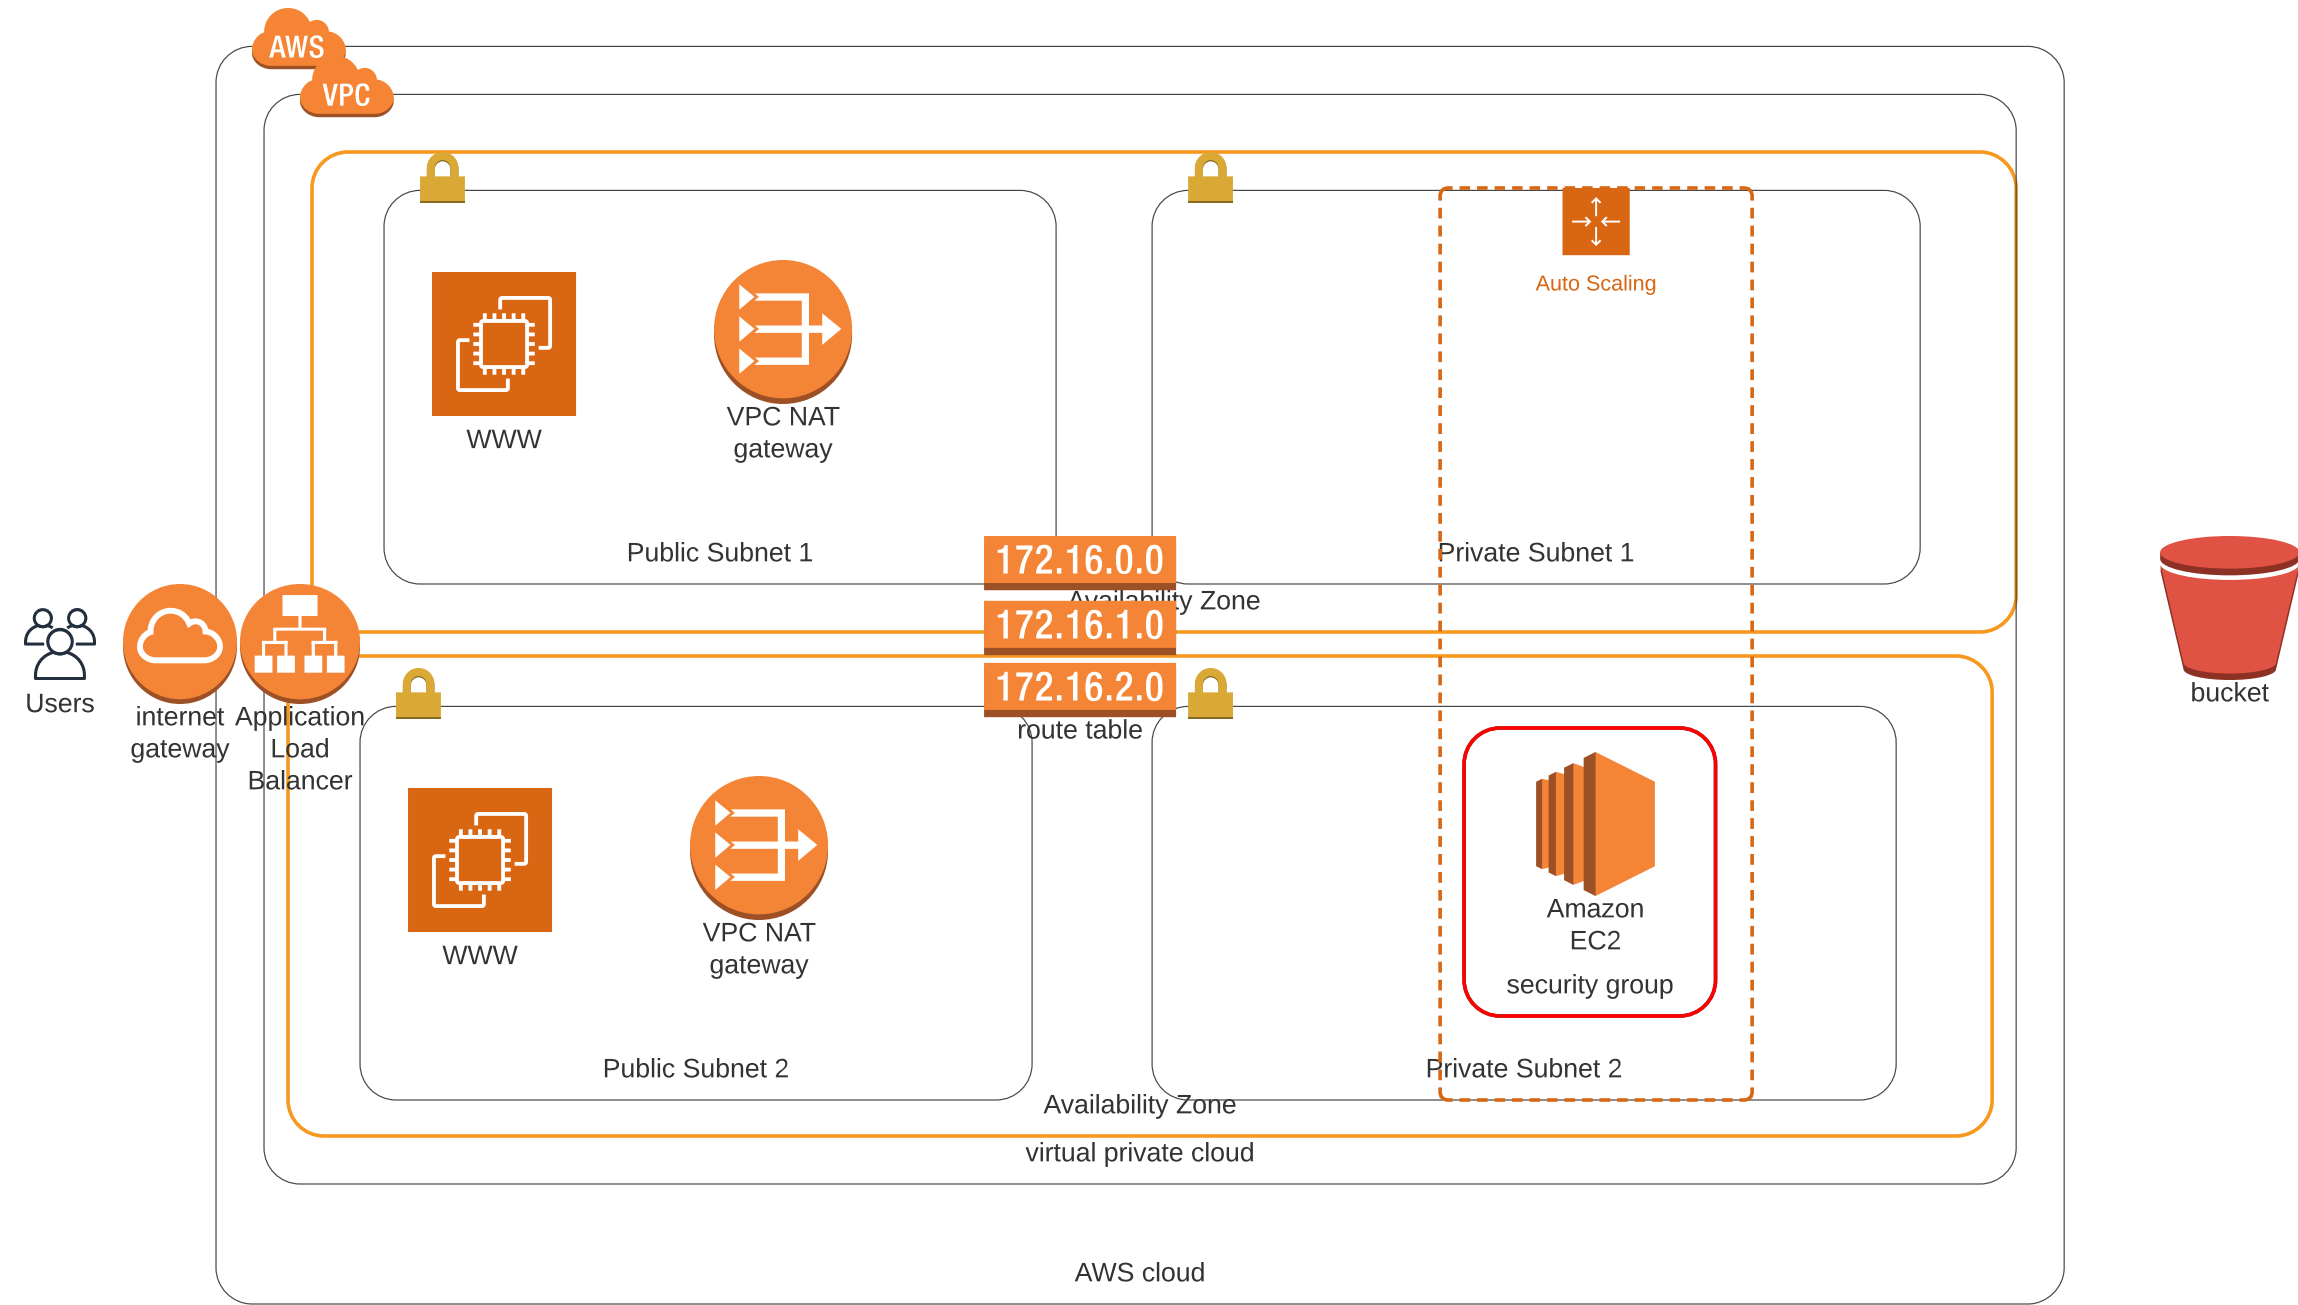 AWS
VPC
Auto Scaling
WWW
VPC NAT
gateway
Public Subnet 1
Private Subnet 1
172.16.0.0
Availability Zone
172.16.1.0
172.16.2.0
route table
Users
internet
gateway
Application
Load
Balancer
bucket
WWW
VPC NAT
gateway
Amazon
EC2
security group
Public Subnet 2
Private Subnet 2
Availability Zone
virtual private cloud
AWS cloud